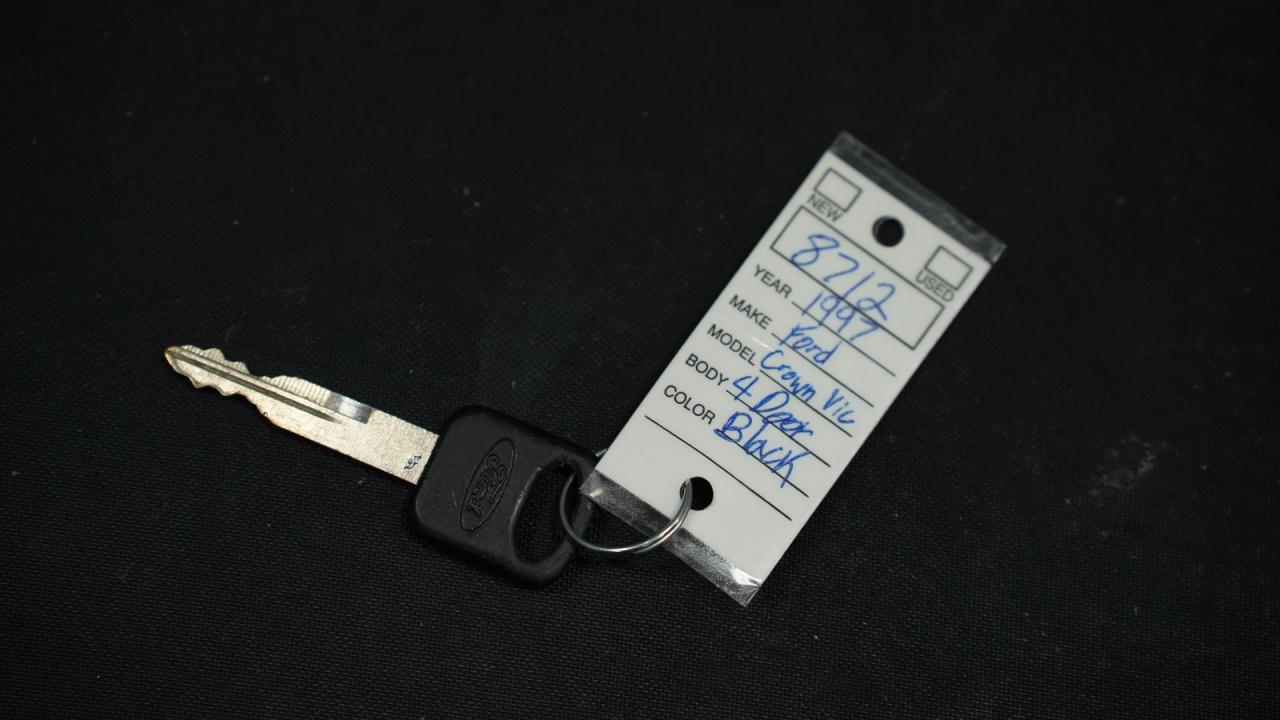 NEW
USED
8712
YEAR 1997
MAKE Ford
MODEL Crown Vic
BODY 4 Door
COLOR Black
Ford